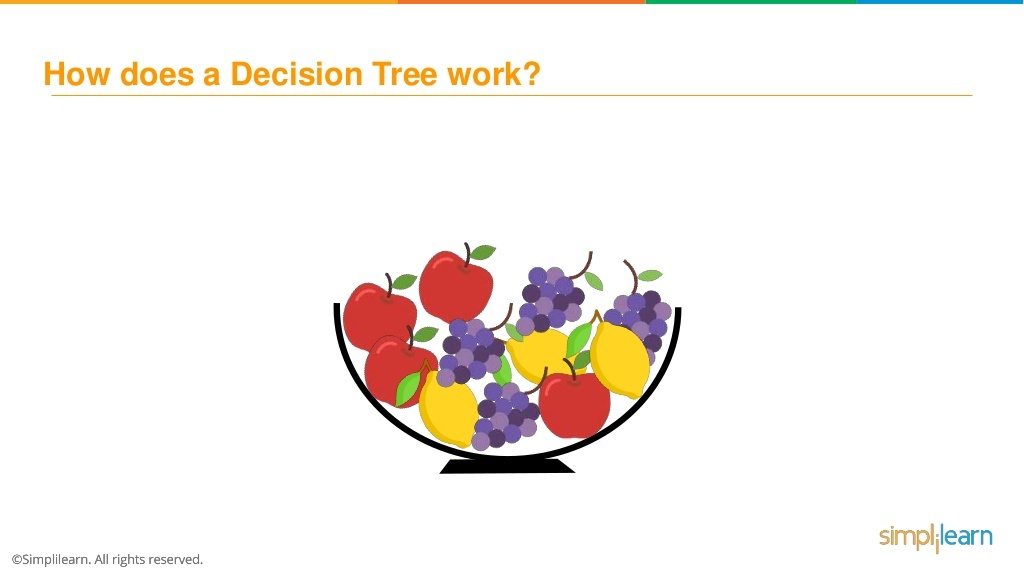 How does a Decision Tree work?
simplilearn
©Simplilearn. All rights reserved.